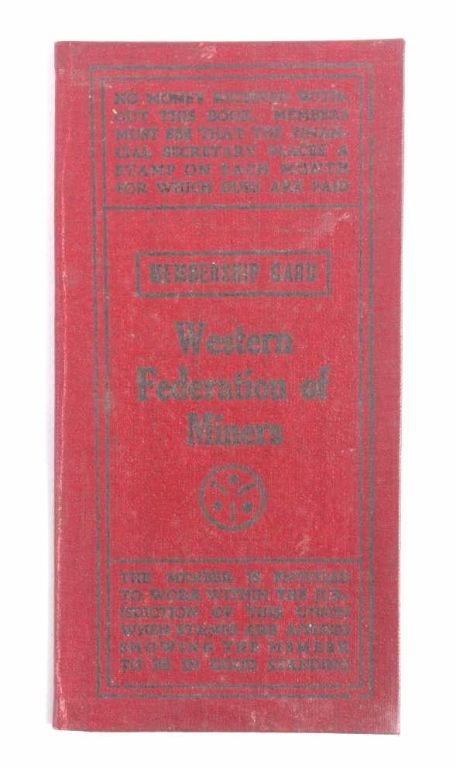 NO MONEY RECEIVED WITH-
OUT THIS BOOK. MEMBERS
MUST SEE THAT THE FINAN-
CIAL SECRETARY PLACES A
STAMP ON EACH MONTH
FOR WHICH DUES ARE PAID
MEMBERSHIP CARD
Western
Federation of
Miners
THE MEMBER IS ENTITLED
TO WORK WITHIN THE JUR-
ISDICTION OF THIS UNION
WHEN STAMPS ARE AFFIXED
SHOWING THE MEMBER
TO BE IN GOOD STANDING